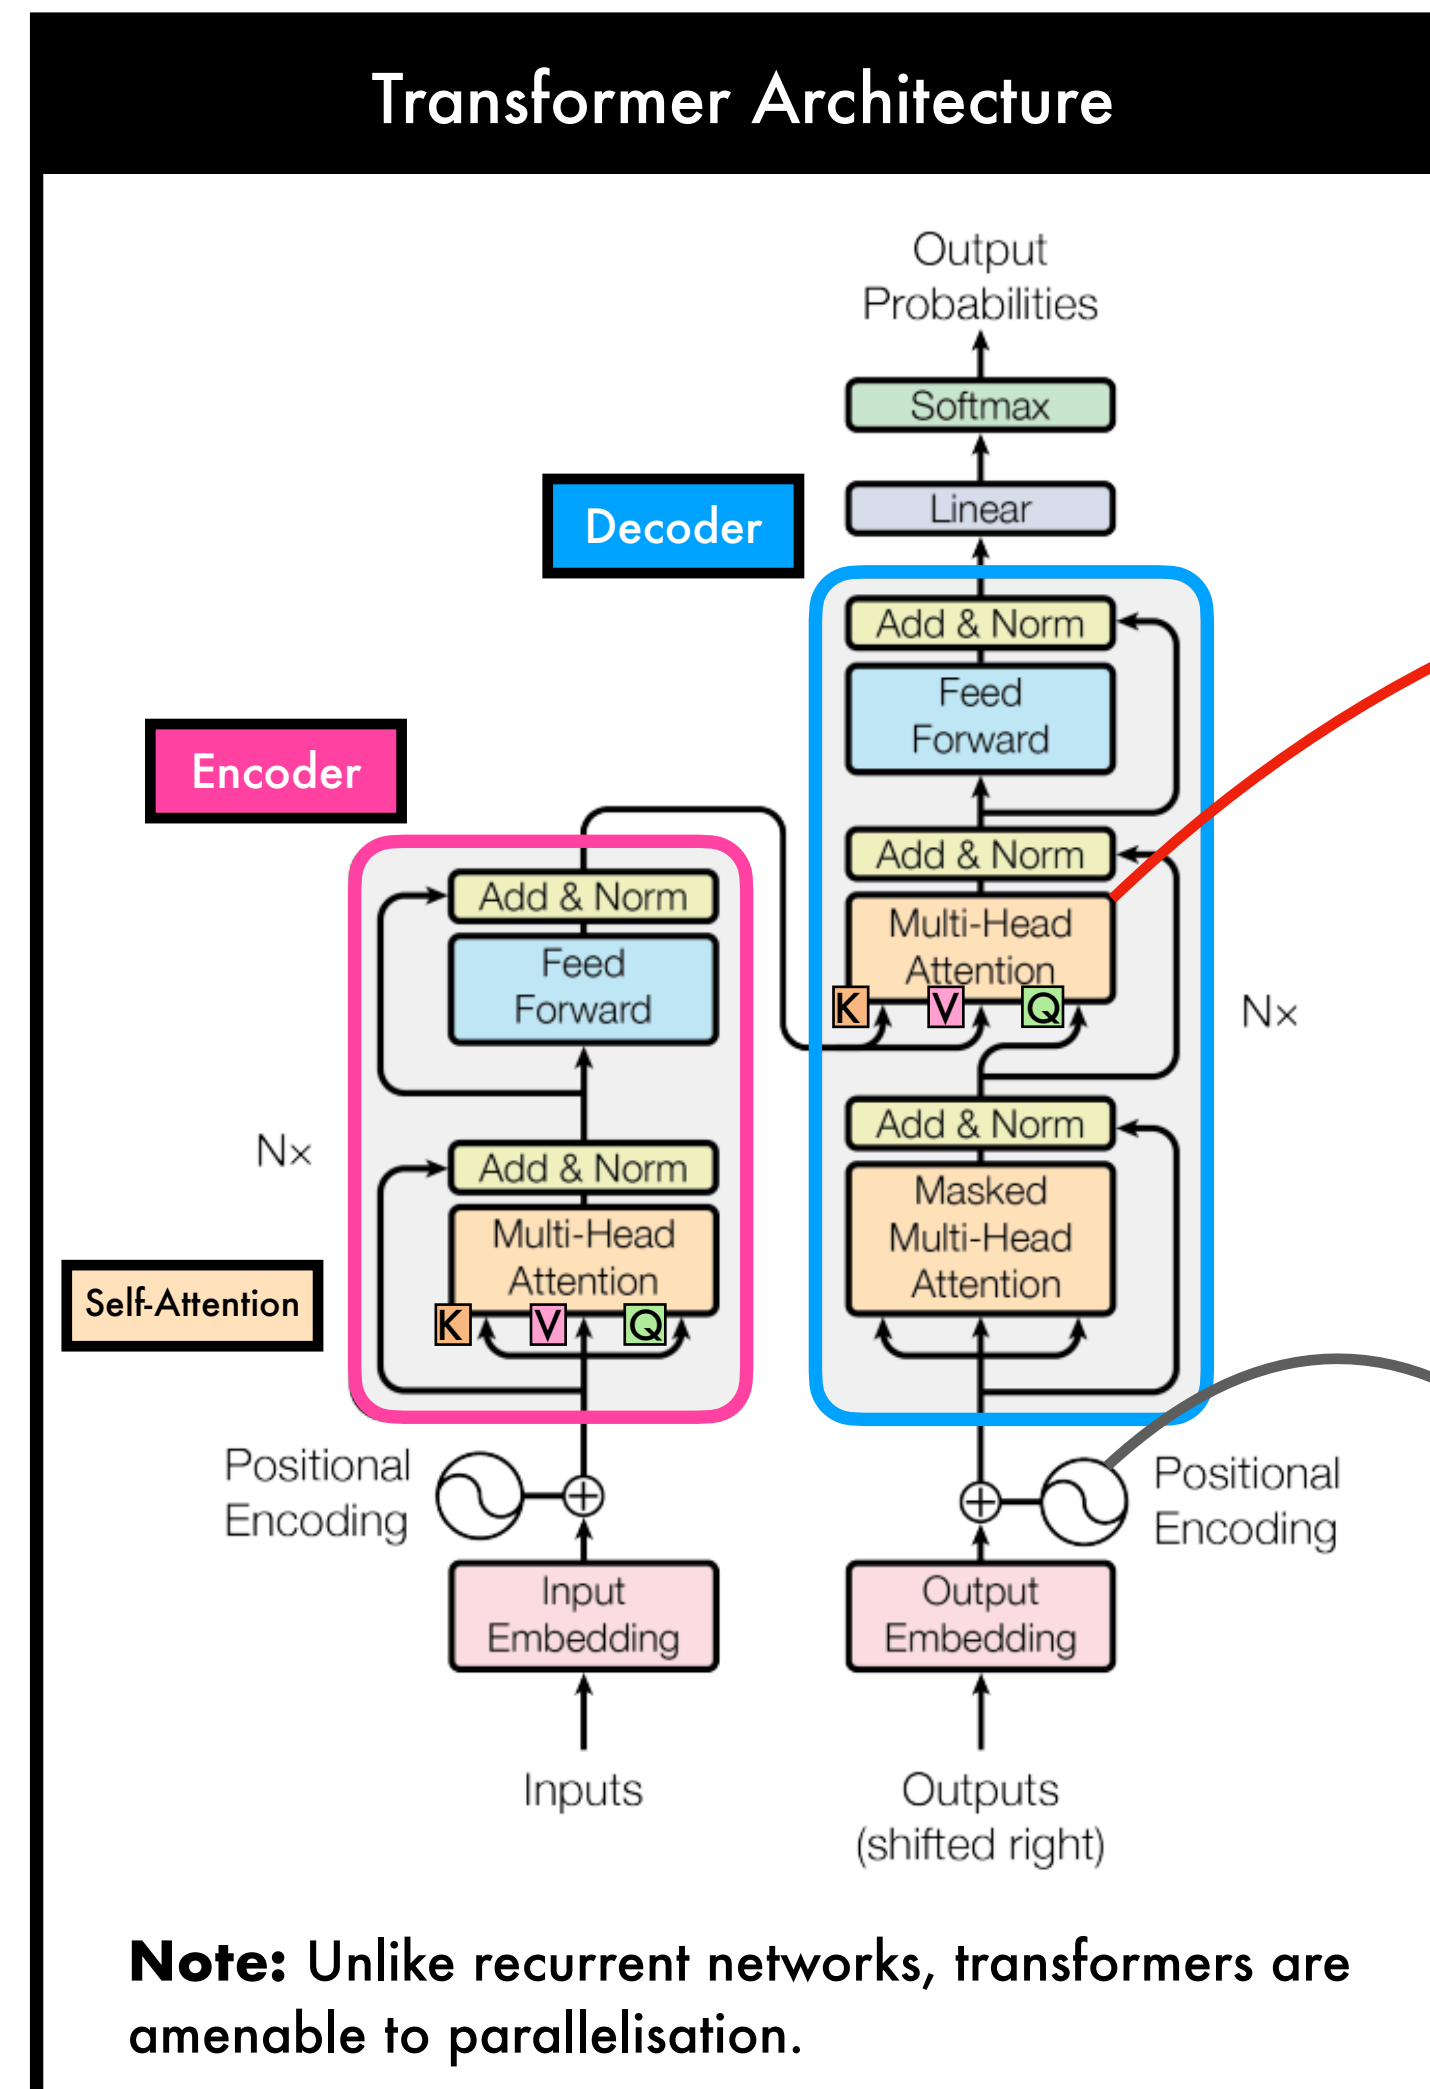 Transformer Architecture
Output
Probabilities
Softmax
Linear
Decoder
Add & Norm
Feed
Forward
Add & Norm
Multi-Head
Attention
K V Q
Nx
Add & Norm
Masked
Multi-Head
Attention
Encoder
Add & Norm
Feed
Forward
Nx
Add & Norm
Multi-Head
Attention
K V Q
Self-Attention
Positional
Encoding
Positional
Encoding
Input
Embedding
Output
Embedding
Inputs
Outputs
(shifted right)
Note: Unlike recurrent networks, transformers are
amenable to parallelisation.